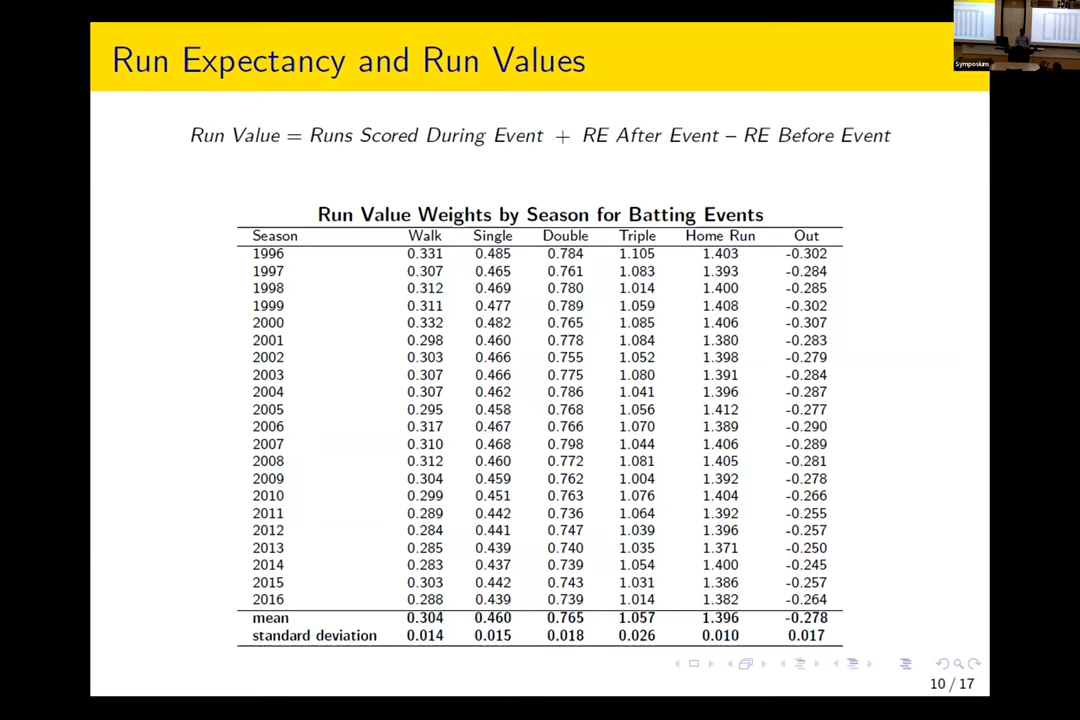 Run Expectancy and Run Values
Symposium
Run Value = Runs Scored During Event + RE After Event – RE Before Event
Run Value Weights by Season for Batting Events
Season Walk Single Double Triple Home Run Out
1996 0.331 0.485 0.784 1.105 1.403 -0.302
1997 0.307 0.465 0.761 1.083 1.393 -0.284
1998 0.312 0.469 0.780 1.014 1.400 -0.285
1999 0.311 0.477 0.789 1.059 1.408 -0.302
2000 0.332 0.482 0.765 1.085 1.406 -0.307
2001 0.298 0.460 0.778 1.084 1.380 -0.283
2002 0.303 0.466 0.755 1.052 1.398 -0.279
2003 0.307 0.466 0.775 1.080 1.391 -0.284
2004 0.307 0.462 0.786 1.041 1.396 -0.287
2005 0.295 0.458 0.768 1.056 1.412 -0.277
2006 0.317 0.467 0.766 1.070 1.389 -0.290
2007 0.310 0.468 0.798 1.044 1.406 -0.289
2008 0.312 0.460 0.772 1.081 1.405 -0.281
2009 0.304 0.459 0.762 1.004 1.392 -0.278
2010 0.299 0.451 0.763 1.076 1.404 -0.266
2011 0.289 0.442 0.736 1.064 1.392 -0.255
2012 0.284 0.441 0.747 1.039 1.396 -0.257
2013 0.285 0.439 0.740 1.035 1.371 -0.250
2014 0.283 0.437 0.739 1.054 1.400 -0.245
2015 0.303 0.442 0.743 1.031 1.386 -0.257
2016 0.288 0.439 0.739 1.014 1.382 -0.264
mean 0.304 0.460 0.765 1.057 1.396 -0.278
standard deviation 0.014 0.015 0.018 0.026 0.010 0.017
10 / 17